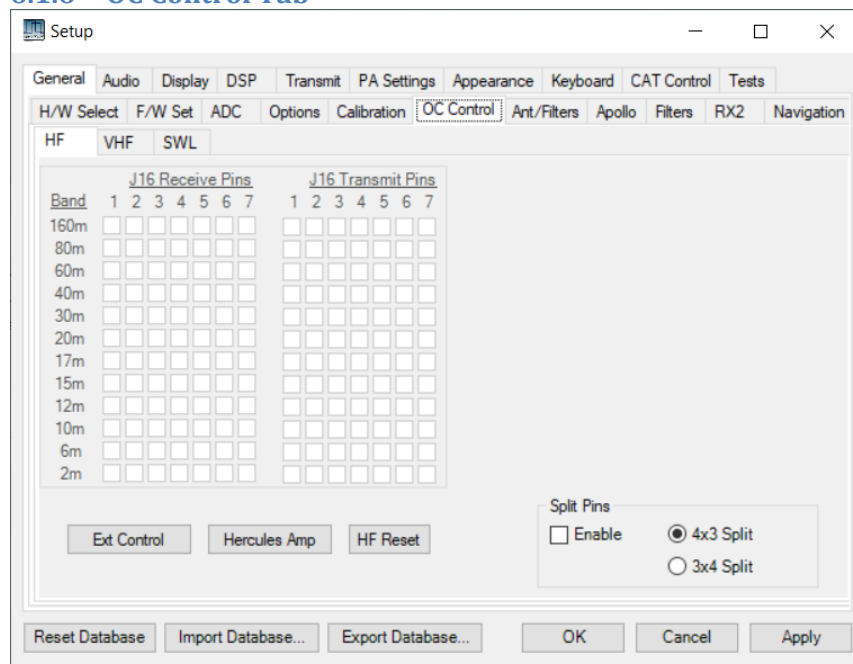 Setup
General Audio Display DSP Transmit PA Settings Appearance Keyboard CAT Control Tests
H/W Select F/W Set ADC Options Calibration OC Control Ant/Filters Apollo Filters RX2 Navigation
HF VHF SWL
J16 Receive Pins J16 Transmit Pins
Band 1 2 3 4 5 6 7 1 2 3 4 5 6 7
160m
80m
60m
40m
30m
20m
17m
15m
12m
10m
6m
2m
Split Pins
Ext Control Hercules Amp HF Reset Enable 4x3 Split
3x4 Split
Reset Database Import Database... Export Database... OK Cancel Apply